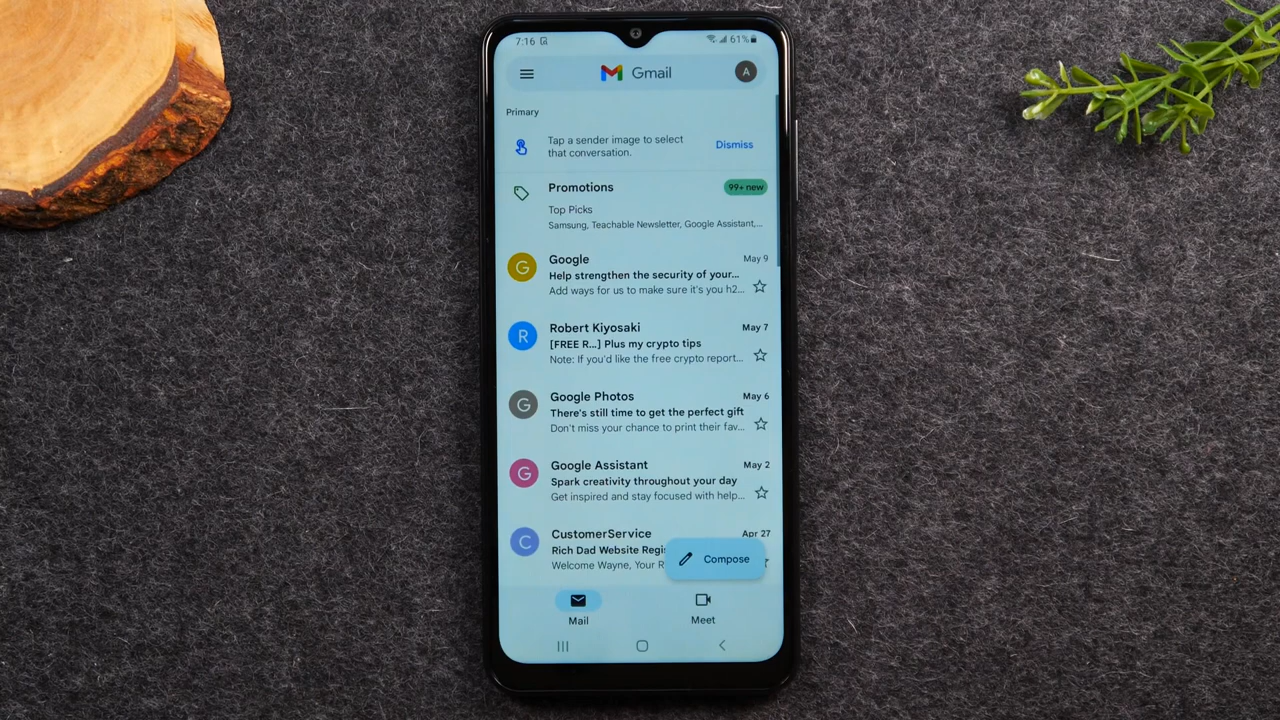 7:16
61%
Gmail
A
Primary
Tap a sender image to select
that conversation.
Dismiss
Promotions
99+ new
Top Picks
Samsung, Teachable Newsletter, Google Assistant,...
G
Google
May 9
Help strengthen the security of your...
Add ways for us to make sure it's you h2...
R
Robert Kiyosaki
May 7
[FREE R...] Plus my crypto tips
Note: If you'd like the free crypto report...
G
Google Photos
May 6
There's still time to get the perfect gift
Don't miss your chance to print their fav...
G
Google Assistant
May 2
Spark creativity throughout your day
Get inspired and stay focused with help...
C
CustomerService
Apr 27
Rich Dad Website Regi
Welcome Wayne, Your R
Compose
Mail
Meet